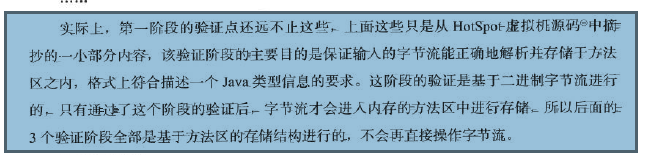 ……
实际上，第一阶段的验证点还远不止这些，上面这些只是从 HotSpot 虚拟机源码⊖中摘
抄的一小部分内容，该验证阶段的主要目的是保证输入的字节流能正确地解析并存储于方法
区之内，格式上符合描述一个 Java 类型信息的要求。这阶段的验证是基于二进制字节流进行
的，只有通过了这个阶段的验证后，字节流才会进入内存的方法区中进行存储，所以后面的
3 个验证阶段全部是基于方法区的存储结构进行的，不会再直接操作字节流。